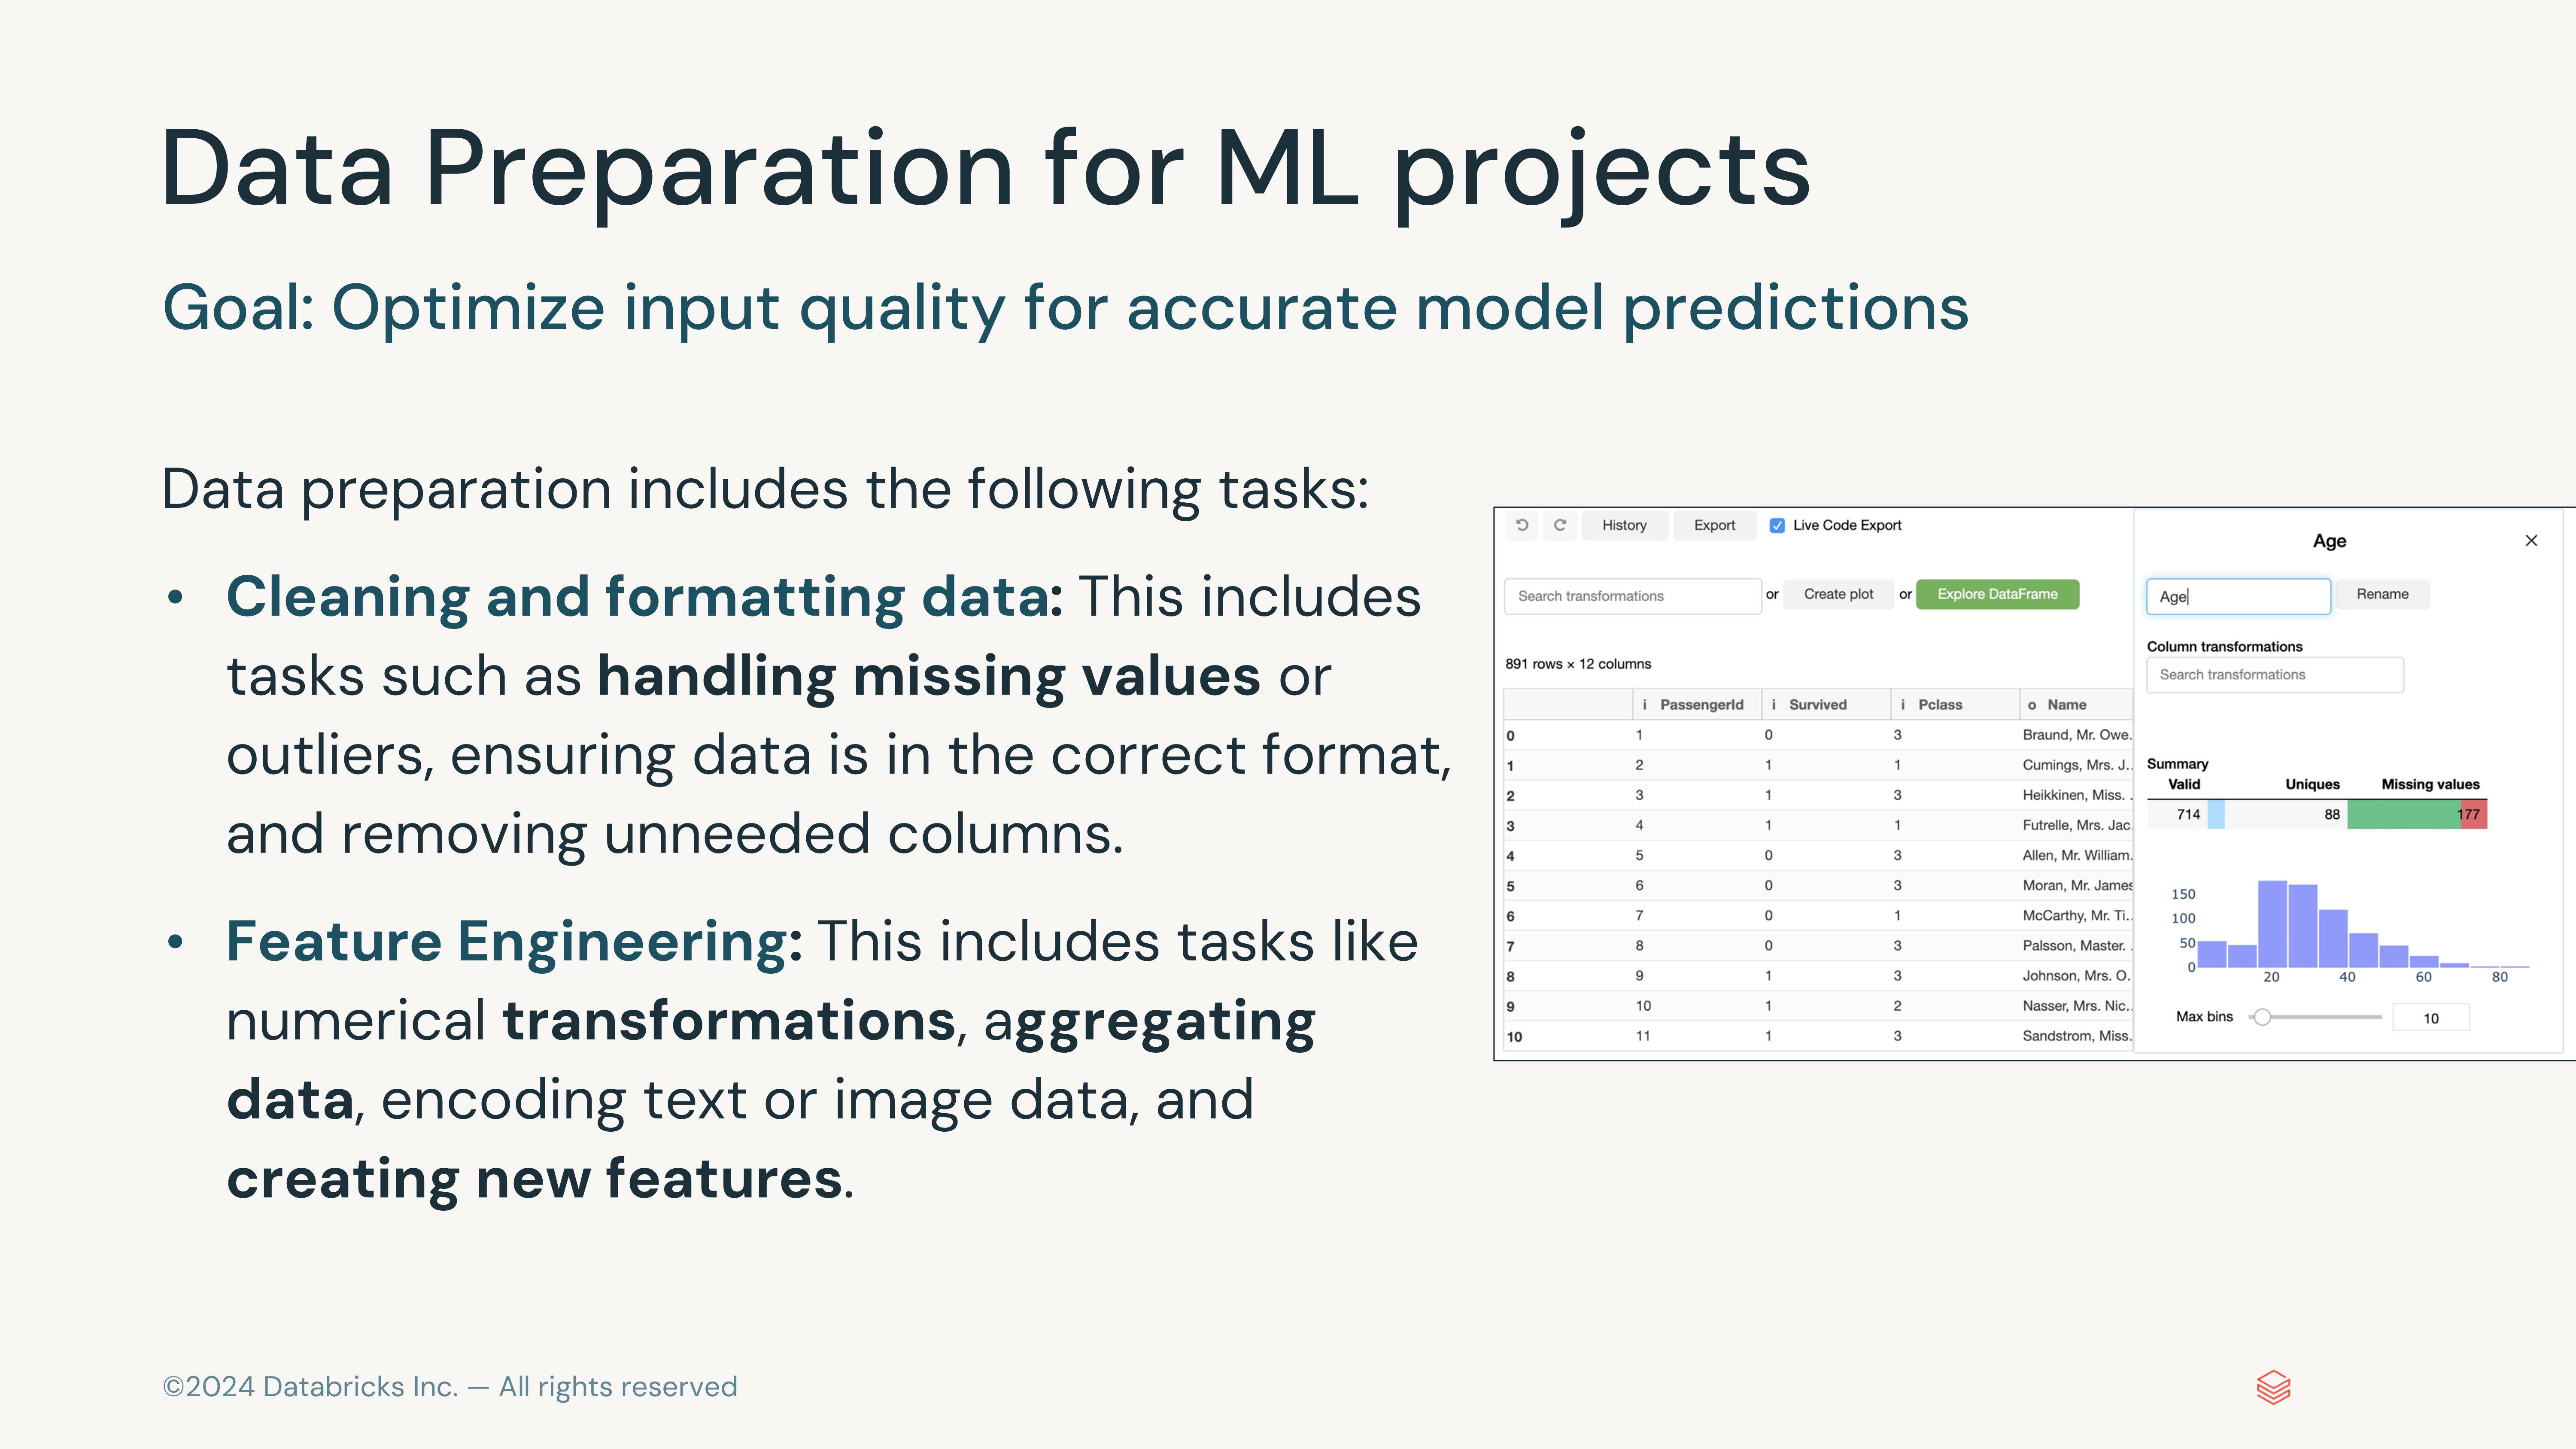 Data Preparation for ML projects
Goal: Optimize input quality for accurate model predictions
Data preparation includes the following tasks:
• Cleaning and formatting data: This includes
tasks such as handling missing values or
outliers, ensuring data is in the correct format,
and removing unneeded columns.
• Feature Engineering: This includes tasks like
numerical transformations, aggregating
data, encoding text or image data, and
creating new features.
History Export Live Code Export
Search transformations or Create plot or Explore DataFrame
891 rows × 12 columns
i PassengerId i Survived i Pclass o Name
0 1 0 3 Braund, Mr. Owe.
1 2 1 1 Cumings, Mrs. J..
2 3 1 3 Heikkinen, Miss. .
3 4 1 1 Futrelle, Mrs. Jac
4 5 0 3 Allen, Mr. William.
5 6 0 3 Moran, Mr. James
6 7 0 1 McCarthy, Mr. Ti..
7 8 0 3 Palsson, Master. .
8 9 1 3 Johnson, Mrs. O.
9 10 1 2 Nasser, Mrs. Nic.
10 11 1 3 Sandstrom, Miss.
Age
Age Rename
Column transformations
Search transformations
Summary
Valid Uniques Missing values
714 88 177
150
100
50
0
20 40 60 80
Max bins 10
©2024 Databricks Inc. — All rights reserved